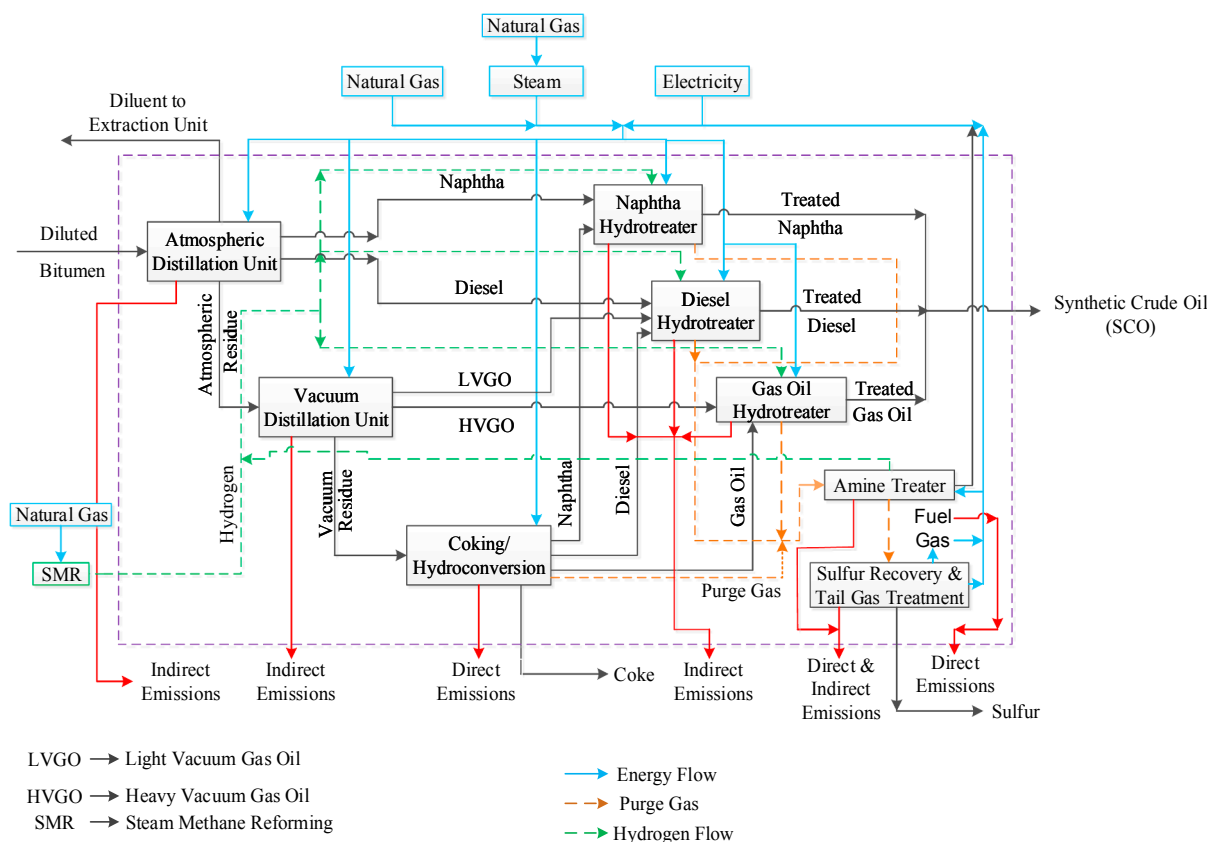 Natural Gas
Natural Gas
Steam
Electricity
Diluent to
Extraction Unit
Naphtha
Naphtha
Hydrotreater
Treated
Naphtha
Diluted
Bitumen
Atmospheric
Distillation Unit
Diesel
Diesel
Hydrotreater
Treated
Diesel
Synthetic Crude Oil
(SCO)
Atmospheric
Residue
LVGO
Vacuum
Distillation Unit
HVGO
Gas Oil
Hydrotreater
Treated
Gas Oil
Hydrogen
Vacuum
Residue
Naphtha
Diesel
Gas Oil
Amine Treater
Natural Gas
Fuel
Gas
SMR
Coking/
Hydroconversion
Purge Gas
Sulfur Recovery &
Tail Gas Treatment
Indirect
Emissions
Indirect
Emissions
Direct
Emissions
Coke
Indirect
Emissions
Direct &
Indirect
Emissions
Direct
Emissions
Sulfur
LVGO Light Vacuum Gas Oil
HVGO Heavy Vacuum Gas Oil
SMR Steam Methane Reforming
Energy Flow
Purge Gas
Hydrogen Flow